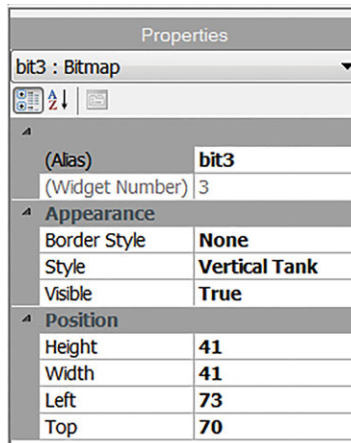 Properties
bit3 : Bitmap
(Alias) bit3
(Widget Number) 3
Appearance
Border Style None
Style Vertical Tank
Visible True
Position
Height 41
Width 41
Left 73
Top 70